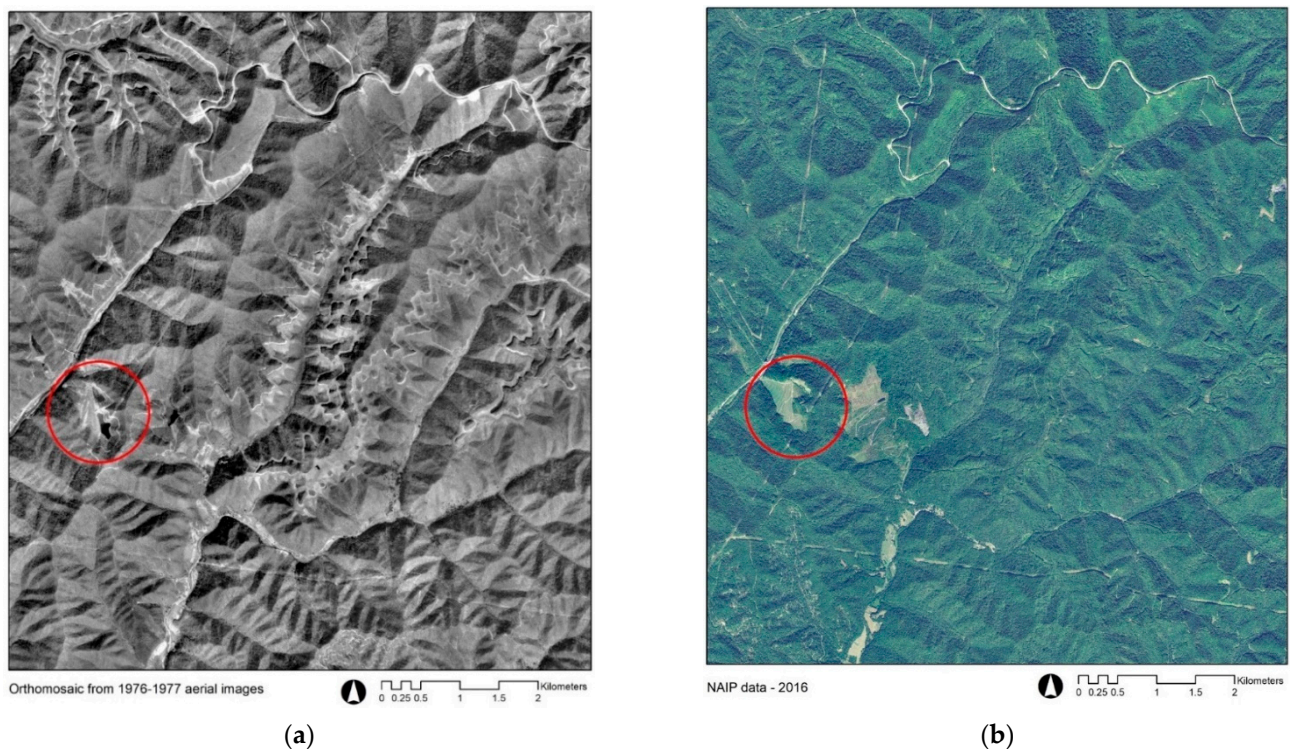 Orthomosaic from 1976-1977 aerial images
0 0.25 0.5 1 1.5 2 Kilometers
(a)
NAIP data - 2016
0 0.25 0.5 1 1.5 2 Kilometers
(b)